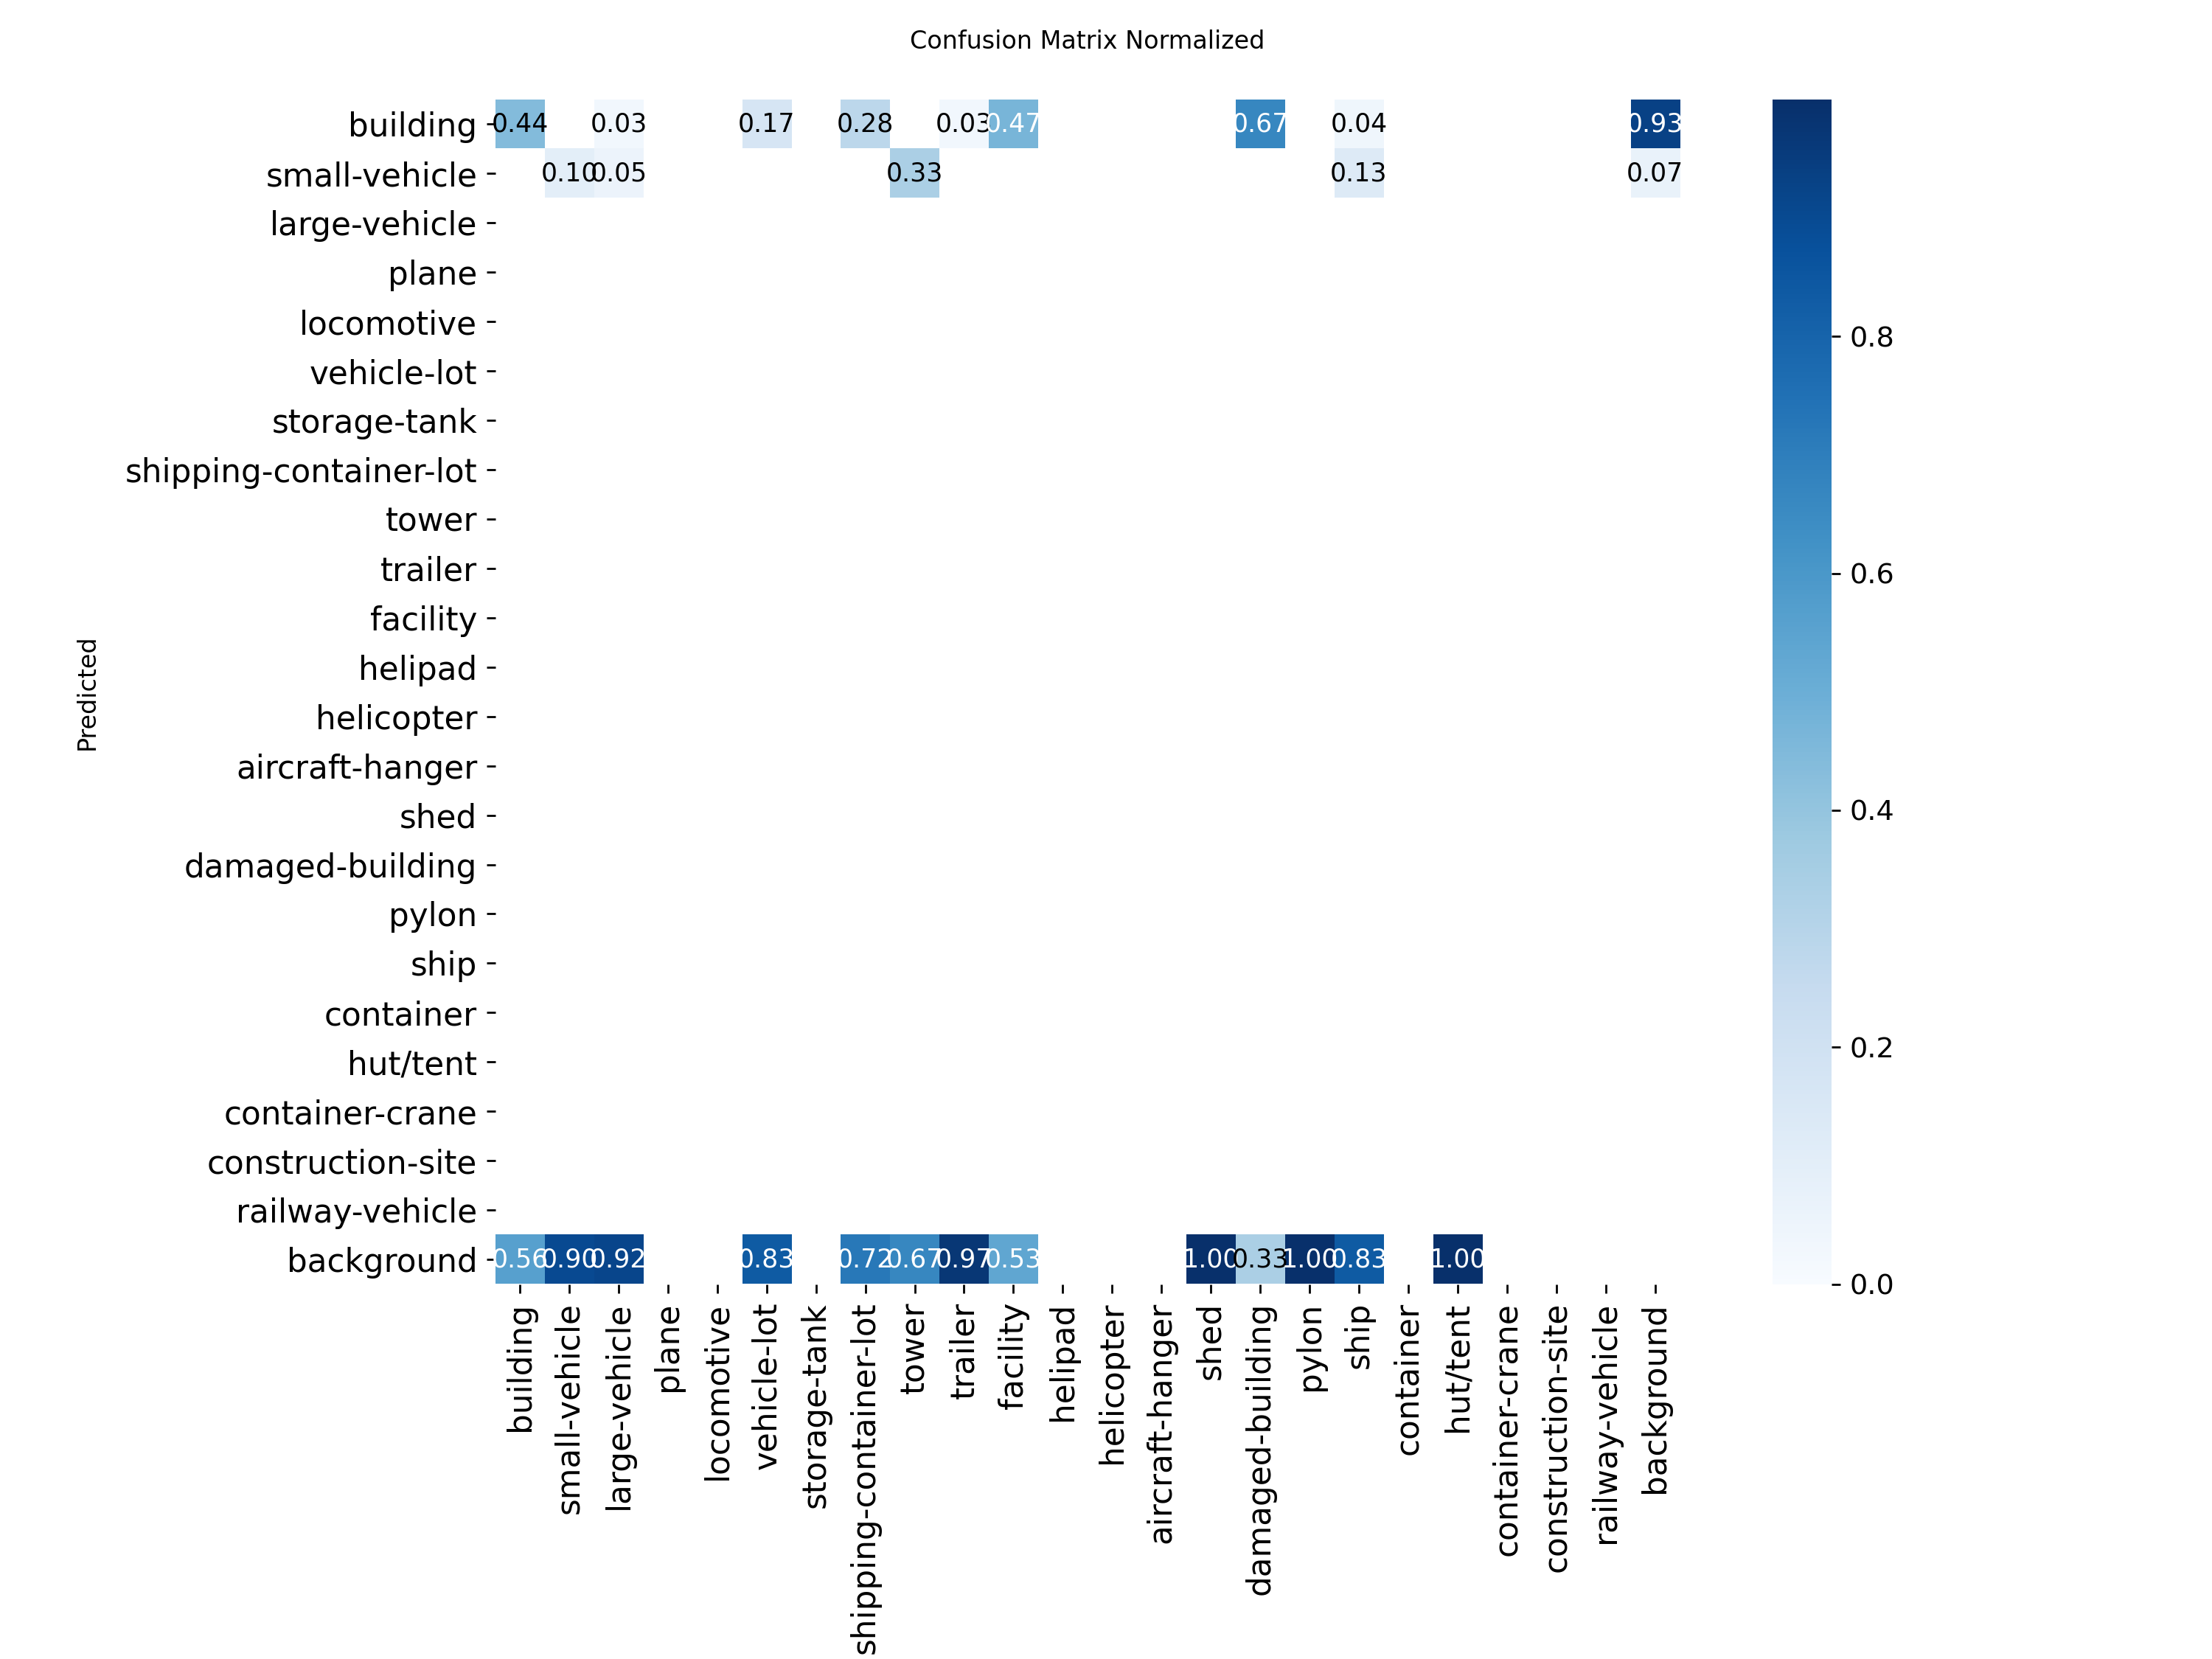 Confusion Matrix Normalized
building 0.44 0.03 0.17 0.28 0.03 0.47 0.67 0.04 0.93
small-vehicle 0.10 0.05 0.33 0.13 0.07
large-vehicle
plane
locomotive
vehicle-lot
storage-tank
shipping-container-lot
tower
trailer
facility
helipad
helicopter
aircraft-hanger
shed
damaged-building
pylon
ship
container
hut/tent
container-crane
construction-site
railway-vehicle
background 0.56 0.90 0.92 0.83 0.72 0.67 0.97 0.53 1.00 0.33 1.00 0.83 1.00
Predicted
building
small-vehicle
large-vehicle
plane
locomotive
vehicle-lot
storage-tank
shipping-container-lot
tower
trailer
facility
helipad
helicopter
aircraft-hanger
shed
damaged-building
pylon
ship
container
hut/tent
container-crane
construction-site
railway-vehicle
background
0.8
0.6
0.4
0.2
0.0